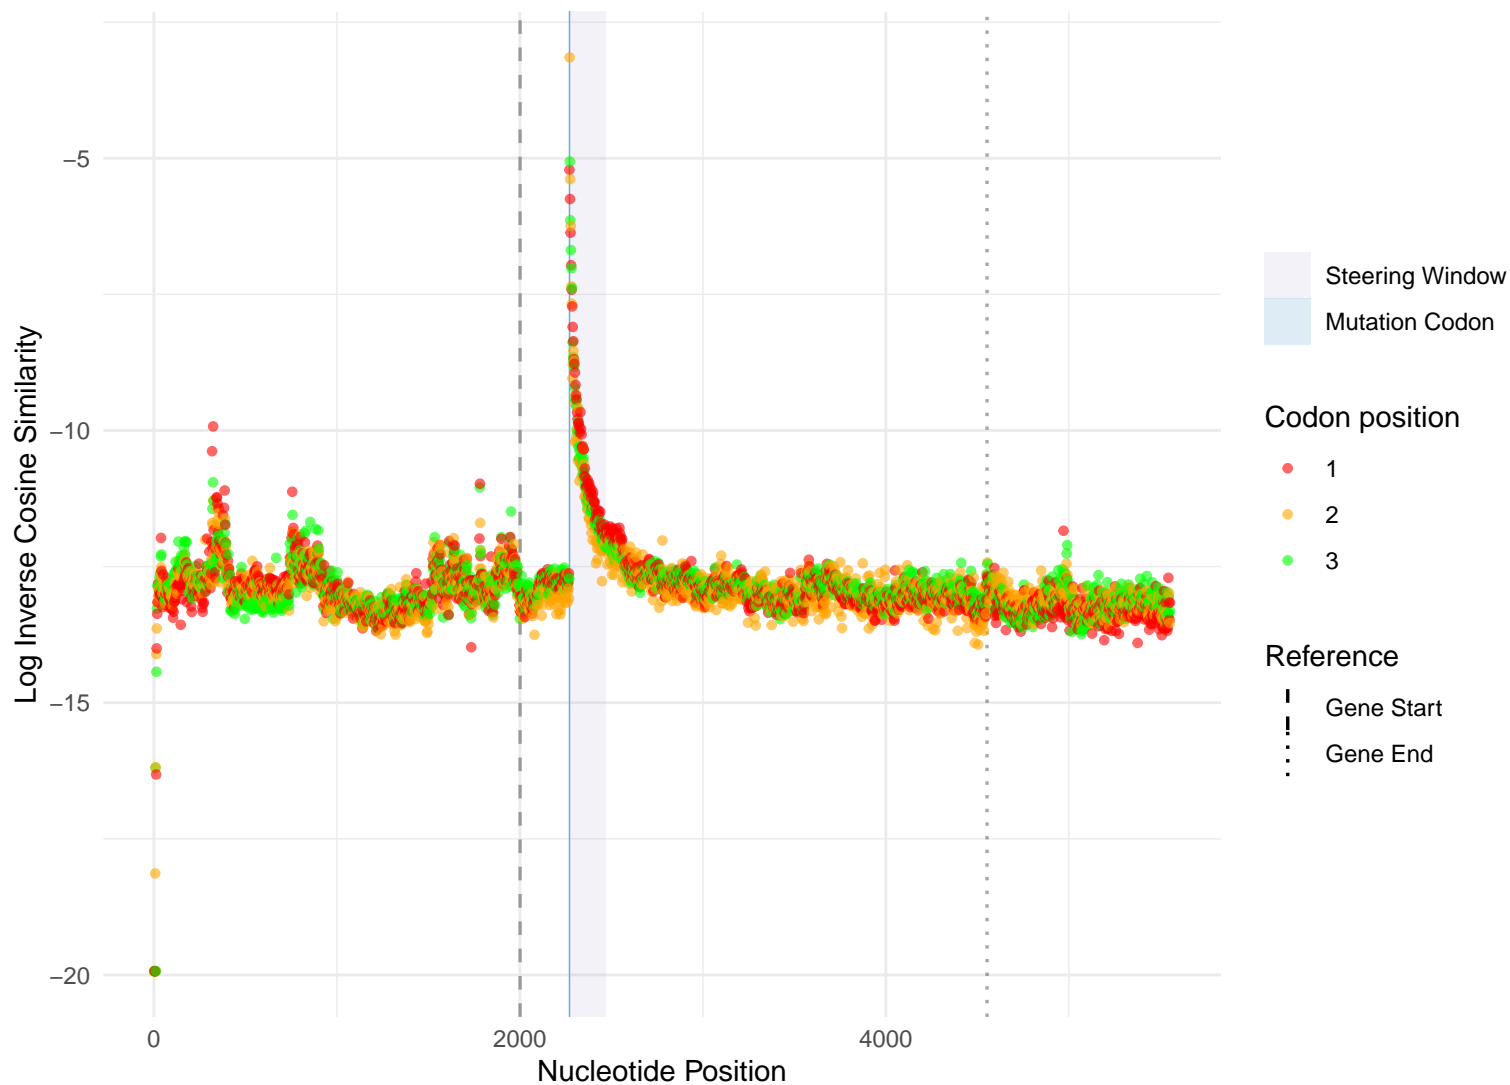 −5
−10
−15
−20
Log Inverse Cosine Similarity
0
2000
4000
Nucleotide Position
Steering Window
Mutation Codon
Codon position
1
2
3
Reference
Gene Start
Gene End